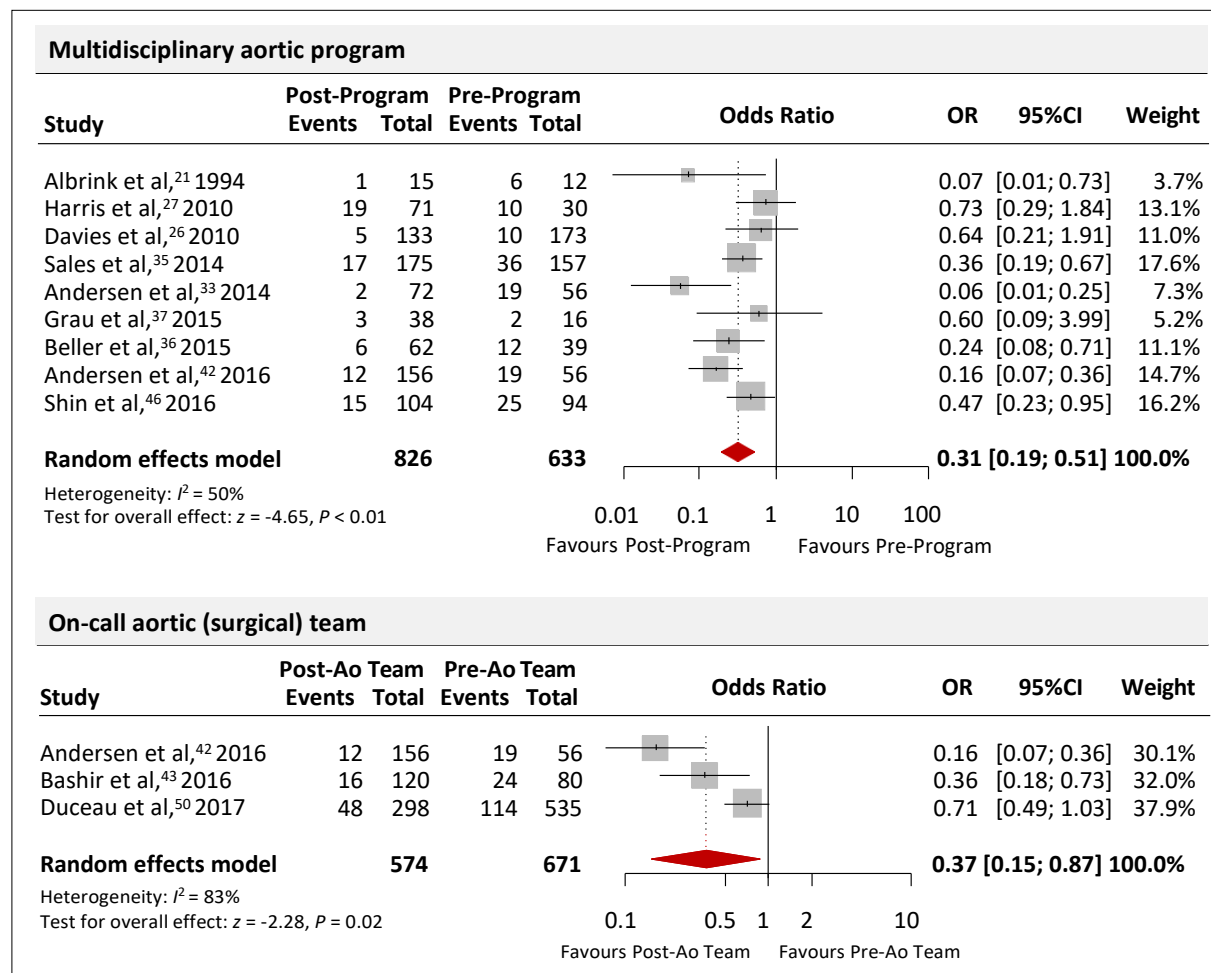 Multidisciplinary aortic program
Post-Program Pre-Program
Study Events Total Events Total Odds Ratio OR 95%CI Weight
Albrink et al,21 1994 1 15 6 12 0.07 [0.01; 0.73] 3.7%
Harris et al,27 2010 19 71 10 30 0.73 [0.29; 1.84] 13.1%
Davies et al,26 2010 5 133 10 173 0.64 [0.21; 1.91] 11.0%
Sales et al,35 2014 17 175 36 157 0.36 [0.19; 0.67] 17.6%
Andersen et al,33 2014 2 72 19 56 0.06 [0.01; 0.25] 7.3%
Grau et al,37 2015 3 38 2 16 0.60 [0.09; 3.99] 5.2%
Beller et al,36 2015 6 62 12 39 0.24 [0.08; 0.71] 11.1%
Andersen et al,42 2016 12 156 19 56 0.16 [0.07; 0.36] 14.7%
Shin et al,46 2016 15 104 25 94 0.47 [0.23; 0.95] 16.2%
Random effects model 826 633 0.31 [0.19; 0.51] 100.0%
Heterogeneity: I2 = 50%
Test for overall effect: z = -4.65, P < 0.01
0.01 0.1 1 10 100
Favours Post-Program Favours Pre-Program
On-call aortic (surgical) team
Post-Ao Team Pre-Ao Team
Study Events Total Events Total Odds Ratio OR 95%CI Weight
Andersen et al,42 2016 12 156 19 56 0.16 [0.07; 0.36] 30.1%
Bashir et al,43 2016 16 120 24 80 0.36 [0.18; 0.73] 32.0%
Duceau et al,50 2017 48 298 114 535 0.71 [0.49; 1.03] 37.9%
Random effects model 574 671 0.37 [0.15; 0.87] 100.0%
Heterogeneity: I2 = 83%
Test for overall effect: z = -2.28, P = 0.02
0.1 0.5 1 2 10
Favours Post-Ao Team Favours Pre-Ao Team